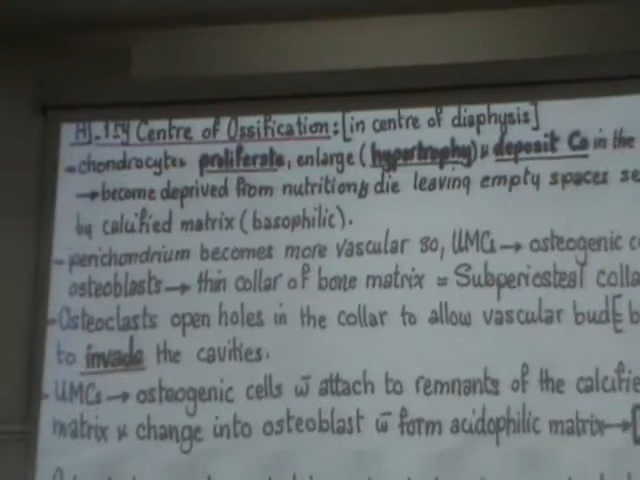 A]. 1ry Centre of Ossification: [in centre of diaphysis]
- chondrocytes proliferate, enlarge (hypertrophy) & deposit Ca in the
→ become deprived from nutrition & die leaving empty spaces se
by calcified matrix (basophilic).
- perichondrium becomes more vascular so, UMCs → osteogenic c
osteoblasts → thin collar of bone matrix = Subperiosteal colla
- Osteoclasts open holes in the collar to allow vascular bud [b
to invade the cavities.
- UMCs → osteogenic cells w̄ attach to remnants of the calcifie
matrix & change into osteoblast w̄ form acidophilic matrix → [